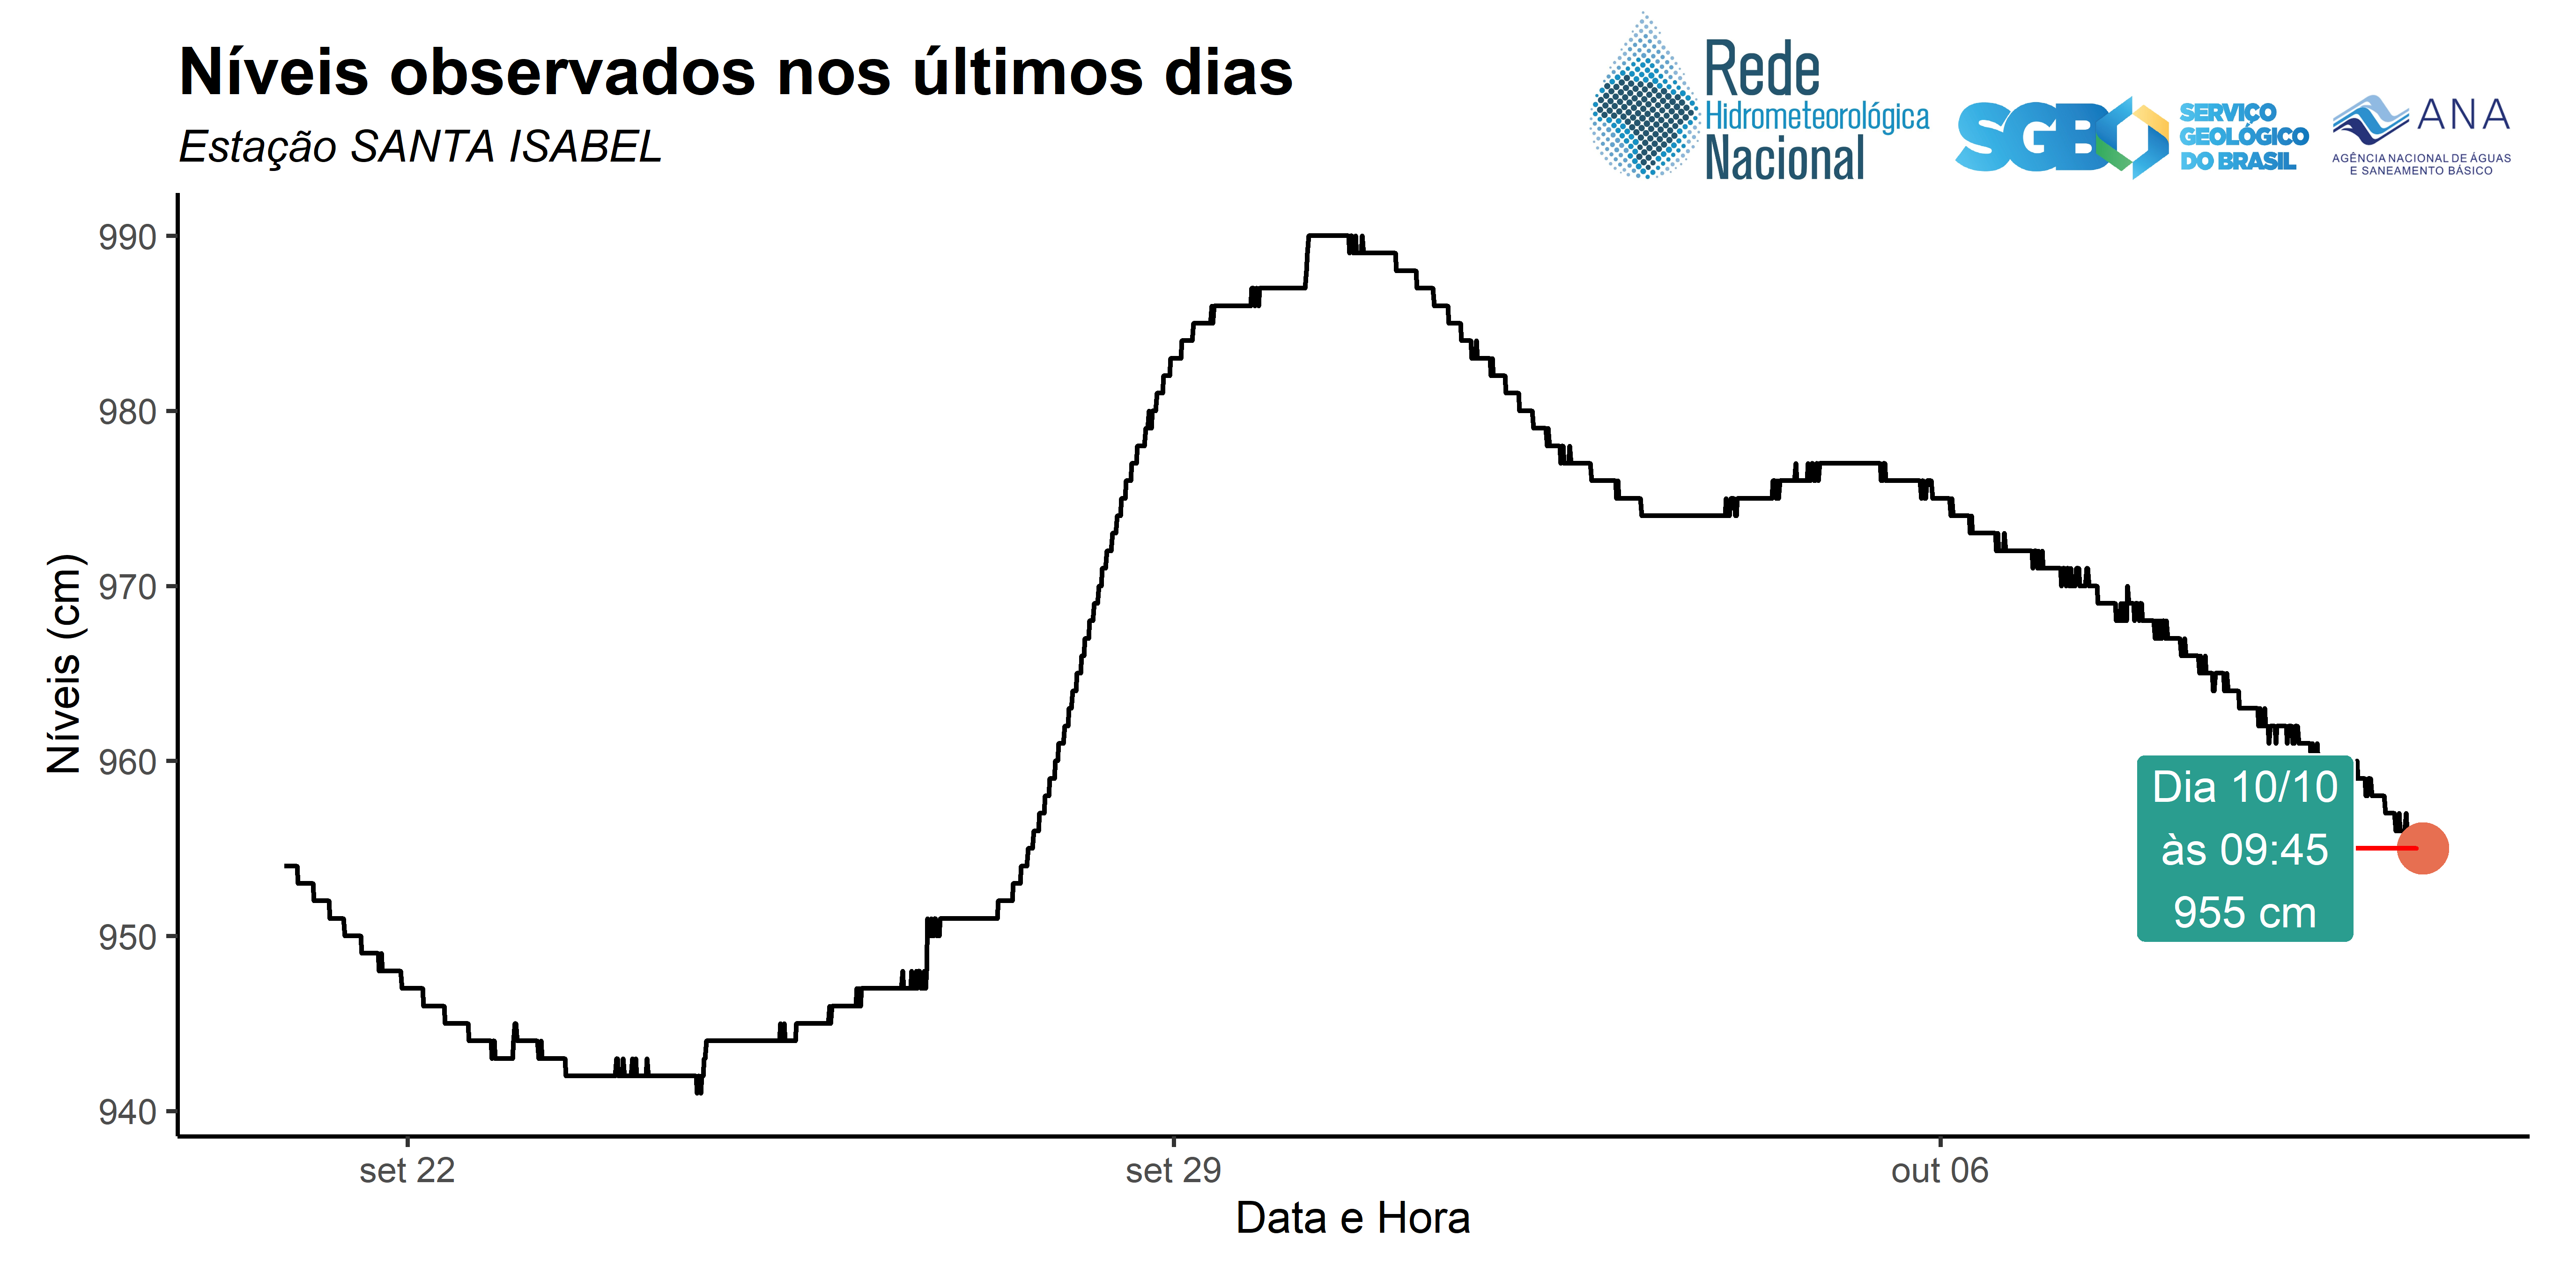 Níveis observados nos últimos dias
Estação SANTA ISABEL
Rede
Hidrometeorológica
Nacional
SGB
SERVIÇO
GEOLÓGICO
DO BRASIL
ANA
AGÊNCIA NACIONAL DE ÁGUAS
E SANEAMENTO BÁSICO
Níveis (cm)
990
980
970
960
950
940
Dia 10/10
às 09:45
955 cm
set 22
set 29
out 06
Data e Hora